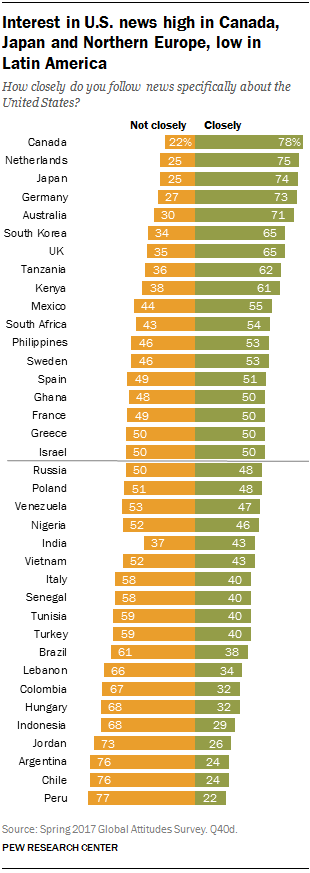 Interest in U.S. news high in Canada,
Japan and Northern Europe, low in
Latin America
How closely do you follow news specifically about the
United States?
Not closely Closely
Canada 22% 78%
Netherlands 25 75
Japan 25 74
Germany 27 73
Australia 30 71
South Korea 34 65
UK 35 65
Tanzania 36 62
Kenya 38 61
Mexico 44 55
South Africa 43 54
Philippines 46 53
Sweden 46 53
Spain 49 51
Ghana 48 50
France 49 50
Greece 50 50
Israel 50 50
Russia 50 48
Poland 51 48
Venezuela 53 47
Nigeria 52 46
India 37 43
Vietnam 52 43
Italy 58 40
Senegal 58 40
Tunisia 59 40
Turkey 59 40
Brazil 61 38
Lebanon 66 34
Colombia 67 32
Hungary 68 32
Indonesia 68 29
Jordan 73 26
Argentina 76 24
Chile 76 24
Peru 77 22
Source: Spring 2017 Global Attitudes Survey. Q40d.
PEW RESEARCH CENTER